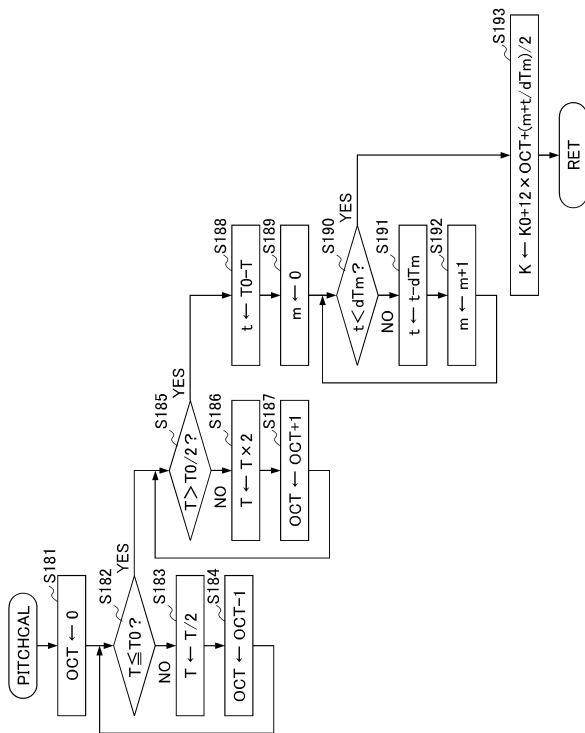 PITCHCAL
S181
OCT ← 0
S182
T≦T0?
YES
NO
S183
T ← T/2
S184
OCT ← OCT-1
S185
T>T0/2?
YES
NO
S186
T ← T×2
S187
OCT ← OCT+1
S188
t ← T0-T
S189
m ← 0
S190
t<dTm?
YES
NO
S191
t ← t-dTm
S192
m ← m+1
S193
K ← K0+12×OCT+(m+t/dTm)/2
RET